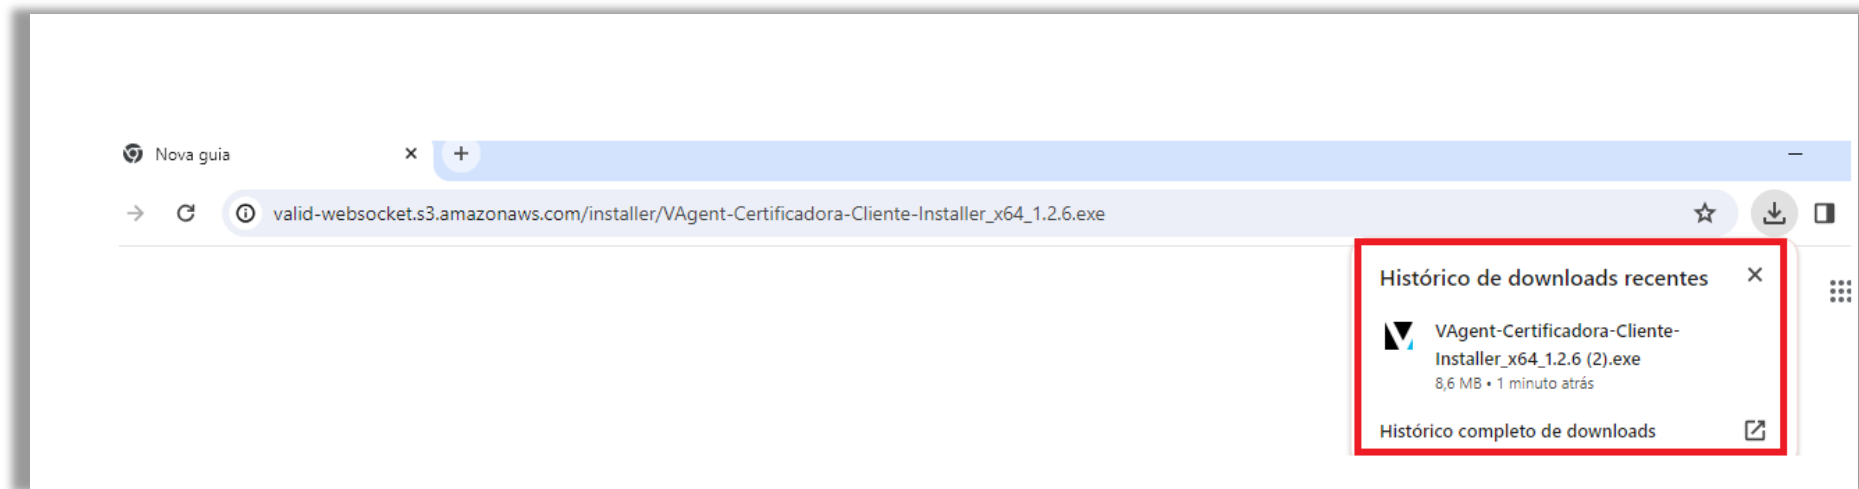 Nova guia
valid-websocket.s3.amazonaws.com/installer/VAgent-Certificadora-Cliente-Installer_x64_1.2.6.exe
Histórico de downloads recentes
VAgent-Certificadora-Cliente-
Installer_x64_1.2.6 (2).exe
8,6 MB • 1 minuto atrás
Histórico completo de downloads